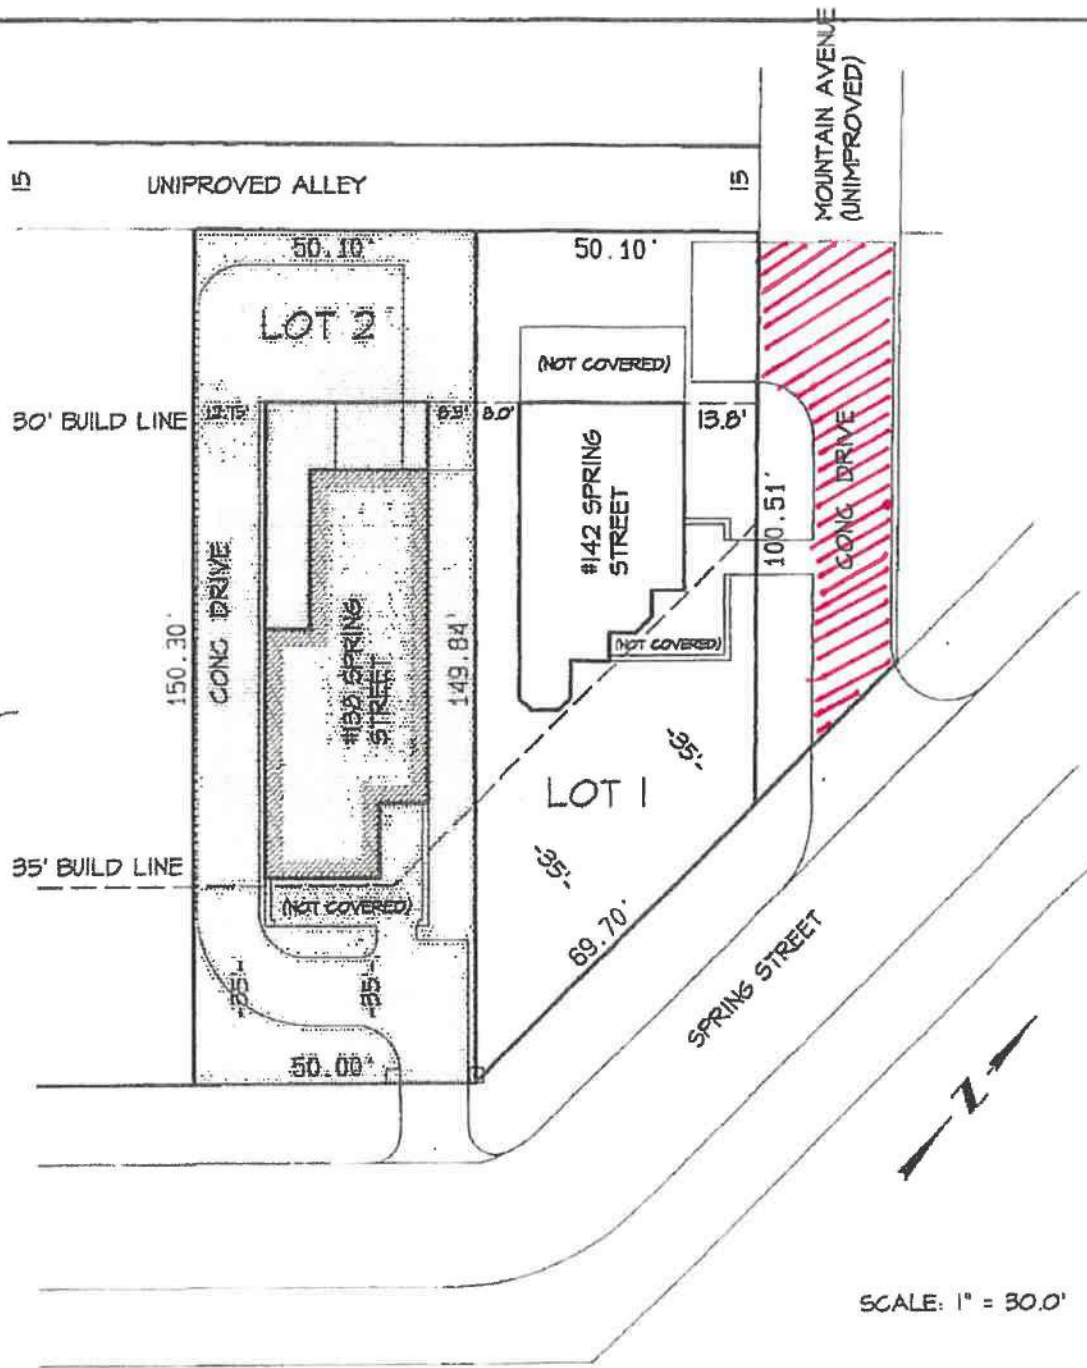 MOUNTAIN AVENUE
(UNIMPROVED)
15
UNIPROVED ALLEY
15
50.10'
50.10'
LOT 2
(NOT COVERED)
30' BUILD LINE
8.0'
13.8'
#142 SPRING
STREET
100.51'
CONC DRIVE
CONC DRIVE
150.30'
SPRING
STREET
149.84'
(NOT COVERED)
-35'-
LOT 1
-35'-
35' BUILD LINE
(NOT COVERED)
69.70'
-35'-
-35'-
SPRING STREET
50.00'
Z
SCALE: 1" = 30.0'